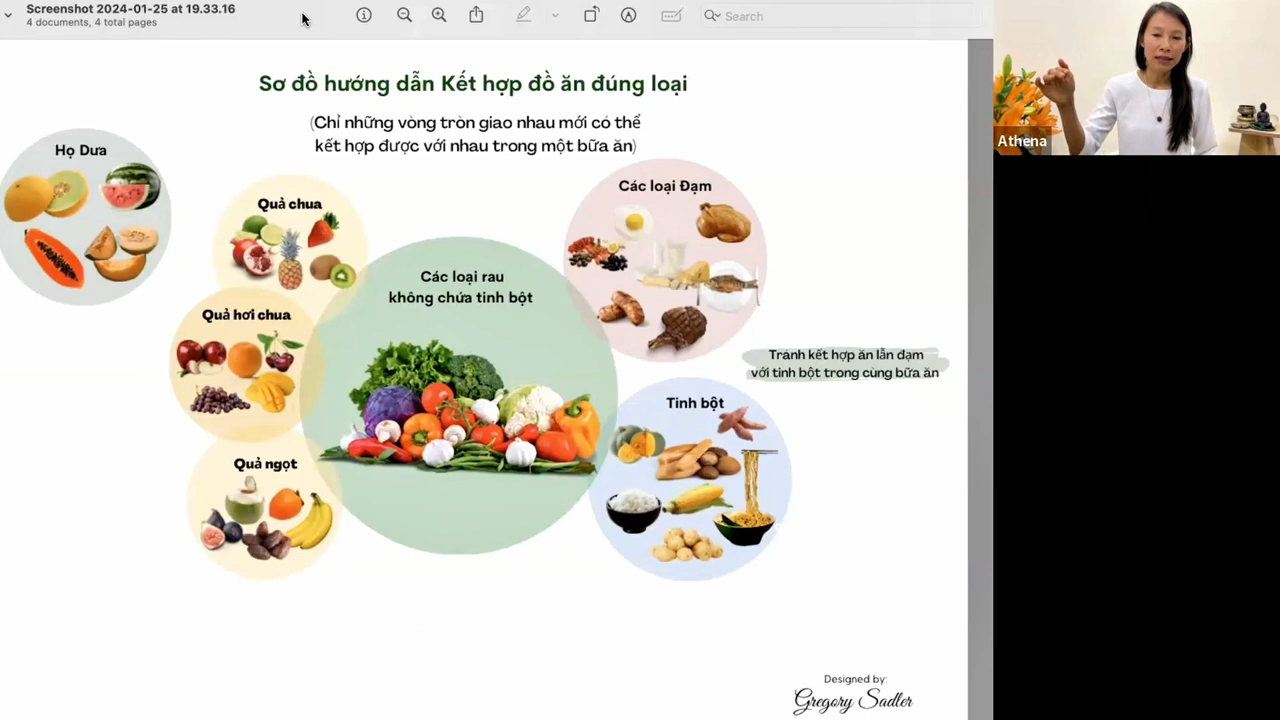 Screenshot 2024-01-25 at 19.33.16
4 documents, 4 total pages
Search
Athena
Sơ đồ hướng dẫn Kết hợp đồ ăn đúng loại
(Chỉ những vòng tròn giao nhau mới có thể
kết hợp được với nhau trong một bữa ăn)
Họ Dưa
Quả chua
Các loại Đạm
Các loại rau
không chứa tinh bột
Quả hơi chua
Tránh kết hợp ăn lẫn đạm
với tinh bột trong cùng bữa ăn
Tinh bột
Quả ngọt
Designed by:
Gregory Sadler